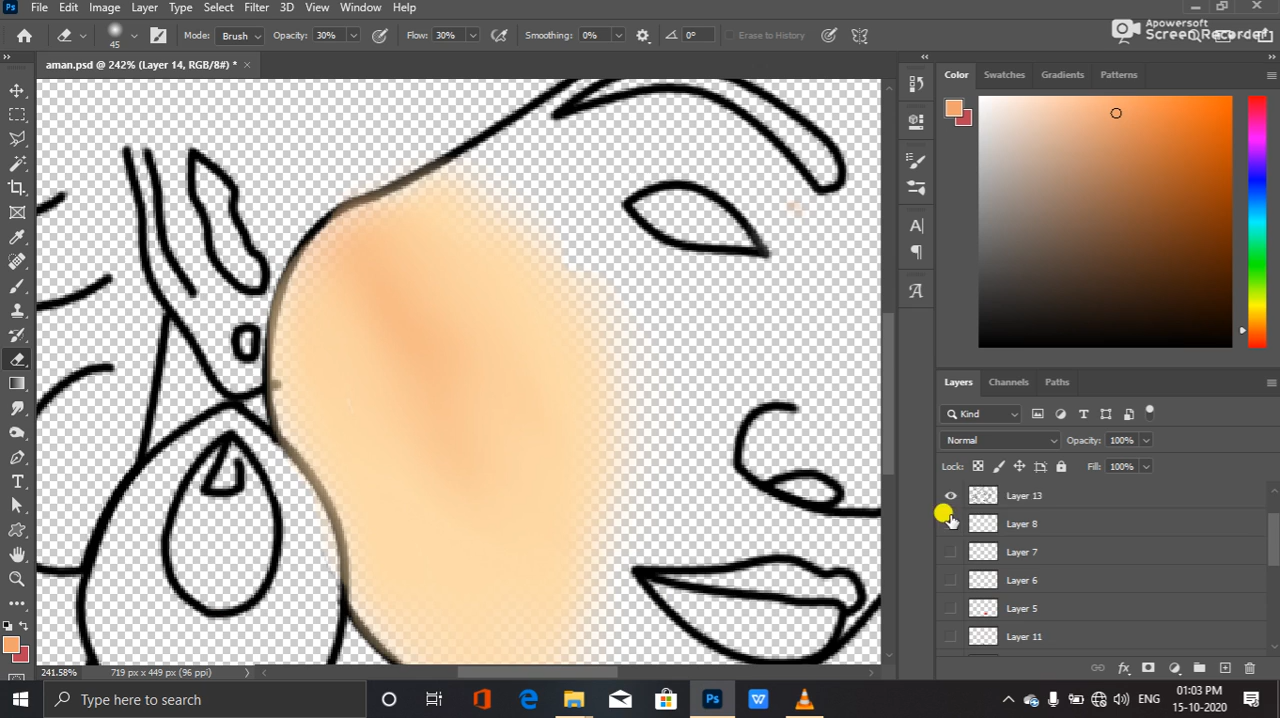 Ps File Edit Image Layer Type Select Filter 3D View Window Help
Apowersoft
Screen Recorder
45 Mode: Brush Opacity: 30% Flow: 30% Smoothing: 0% 0° Erase to History
aman.psd @ 242% (Layer 14, RGB/8#) * ×
Color Swatches Gradients Patterns
Layers Channels Paths
Kind
Normal Opacity: 100%
Lock: Fill: 100%
Layer 13
Layer 8
Layer 7
Layer 6
Layer 5
Layer 11
241.58% 719 px x 449 px (96 ppi)
Type here to search
ENG
01:03 PM
15-10-2020